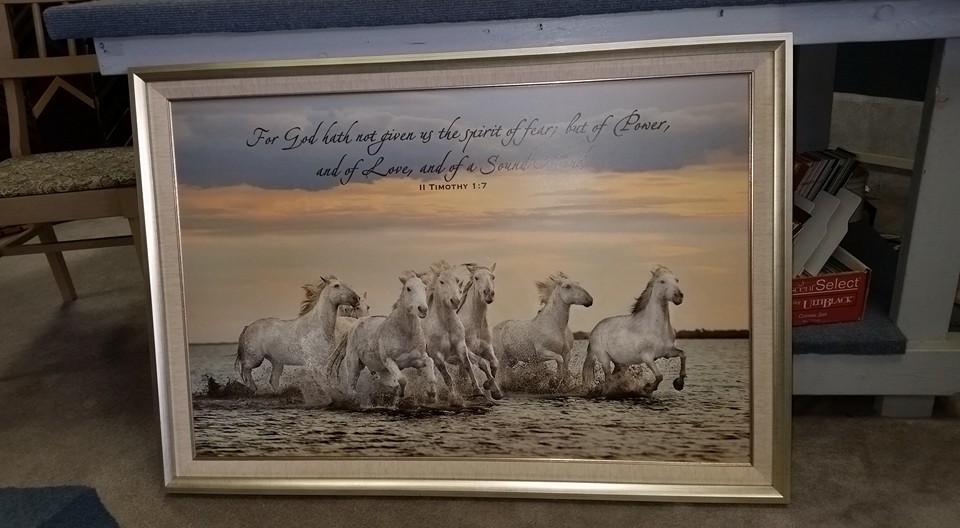 For God hath not given us the spirit of fear; but of Power,
and of Love, and of a Sound
II Timothy 1:7
Select
UltiBlack